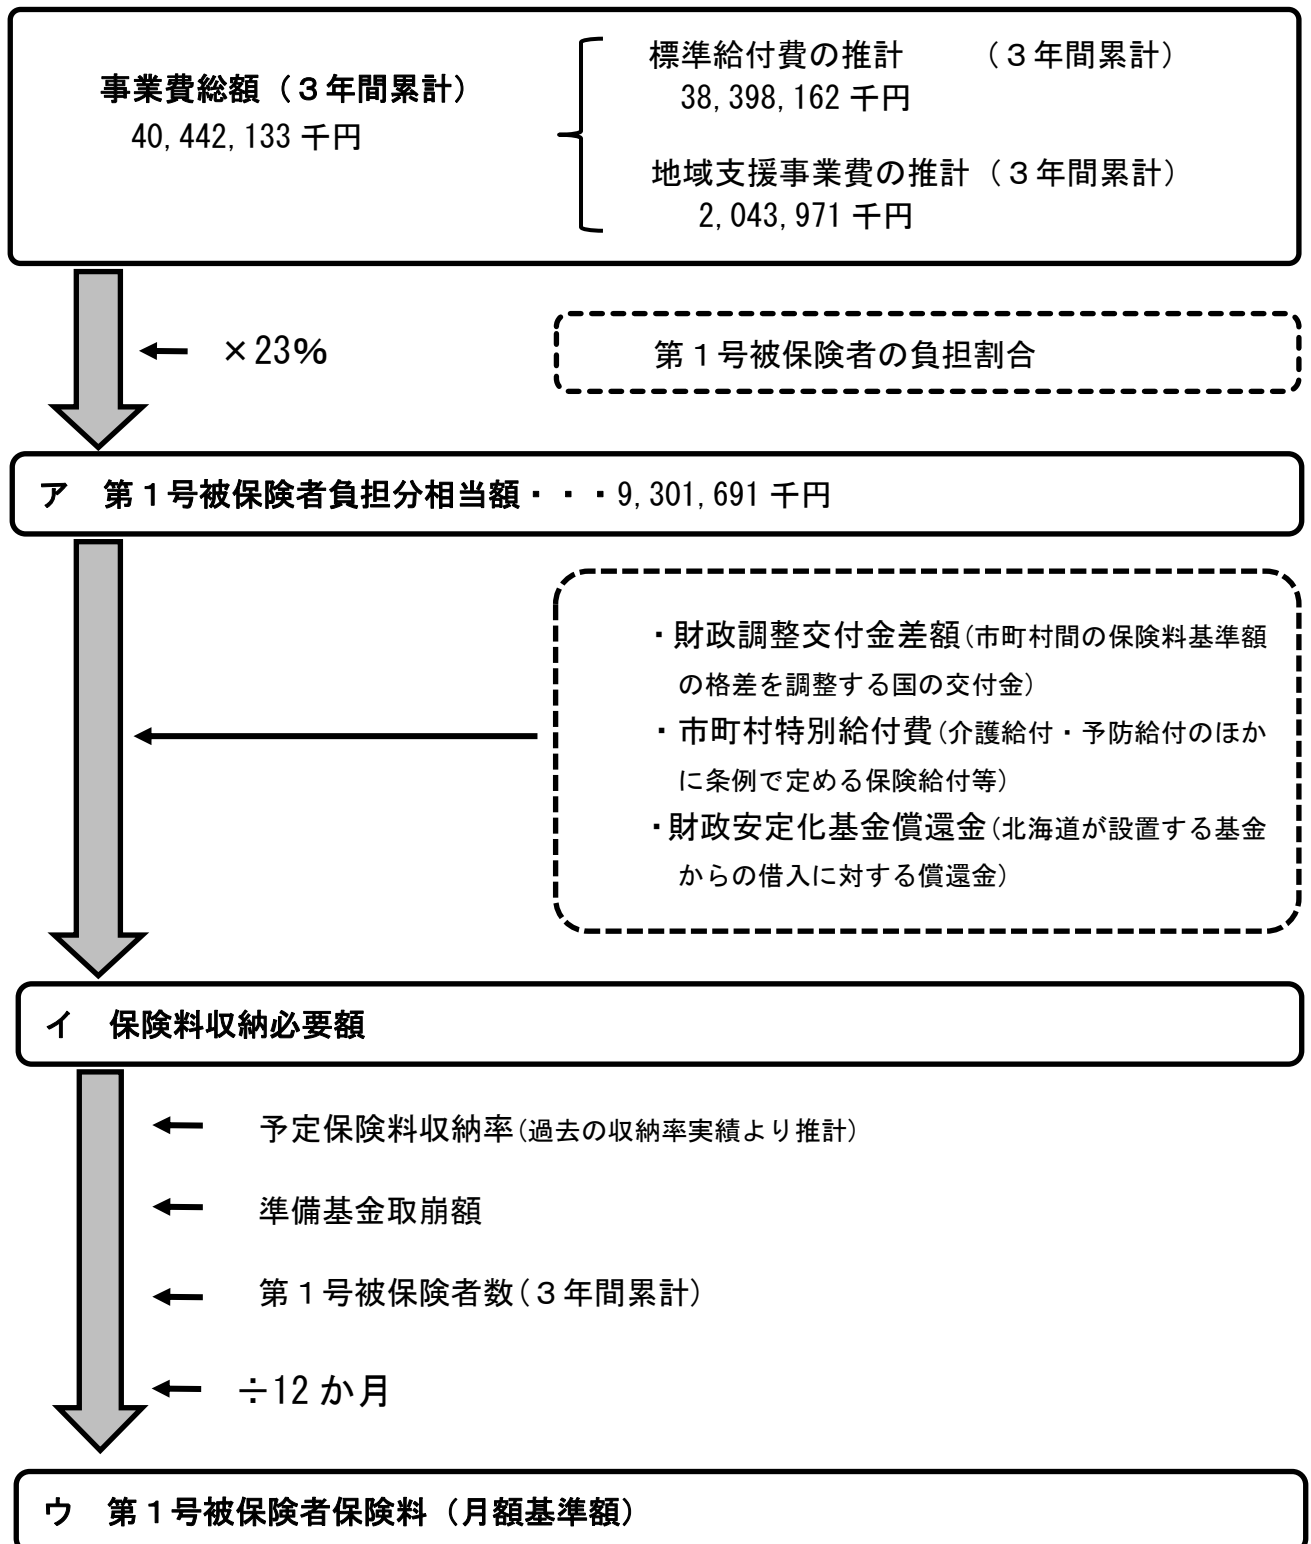 事業費総額（３年間累計）
40,442,133 千円
標準給付費の推計　　（３年間累計）
38,398,162 千円
地域支援事業費の推計（３年間累計）
2,043,971 千円
×23%
第１号被保険者の負担割合
ア　第１号被保険者負担分相当額・・・9,301,691 千円
・財政調整交付金差額(市町村間の保険料基準額
の格差を調整する国の交付金)
・市町村特別給付費(介護給付・予防給付のほか
に条例で定める保険給付等)
・財政安定化基金償還金(北海道が設置する基金
からの借入に対する償還金)
イ　保険料収納必要額
予定保険料収納率(過去の収納率実績より推計)
準備基金取崩額
第１号被保険者数(３年間累計)
÷12 か月
ウ　第１号被保険者保険料（月額基準額）